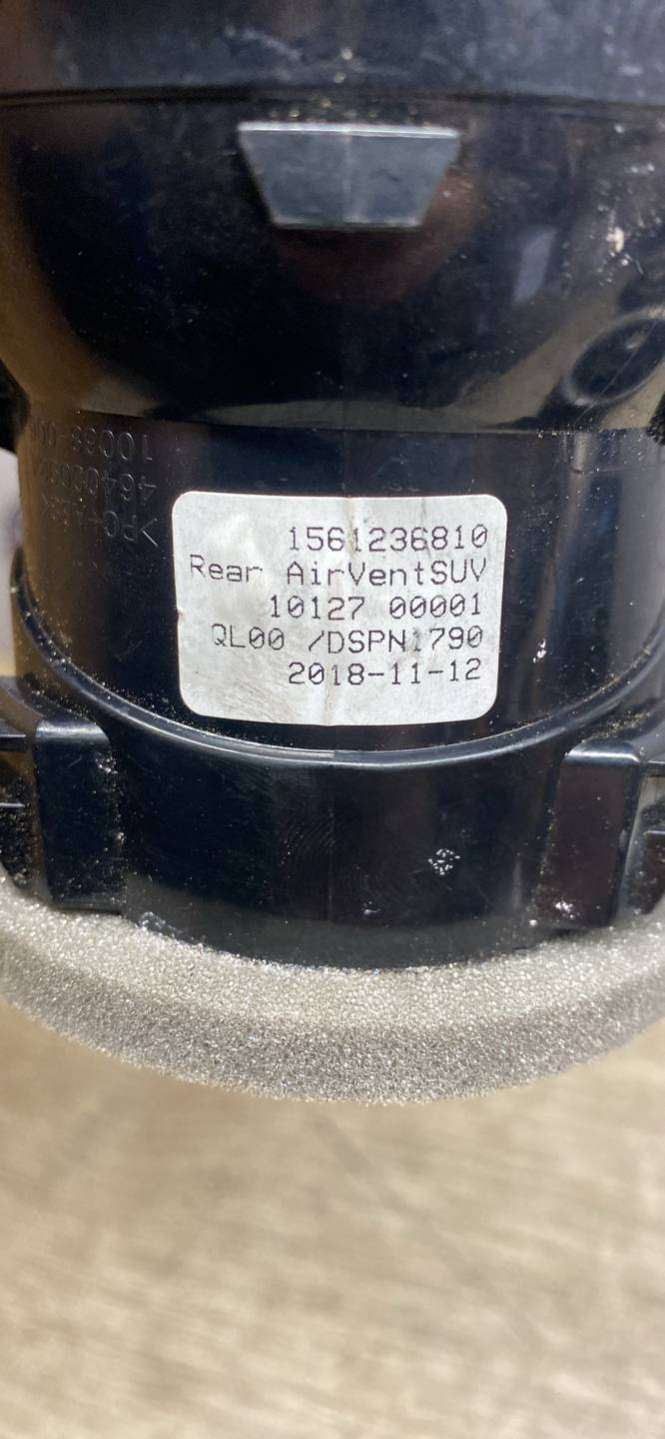 1561236810
Rear AirVentSUV
10127 00001
QL00 /DSPN1790
2018-11-12